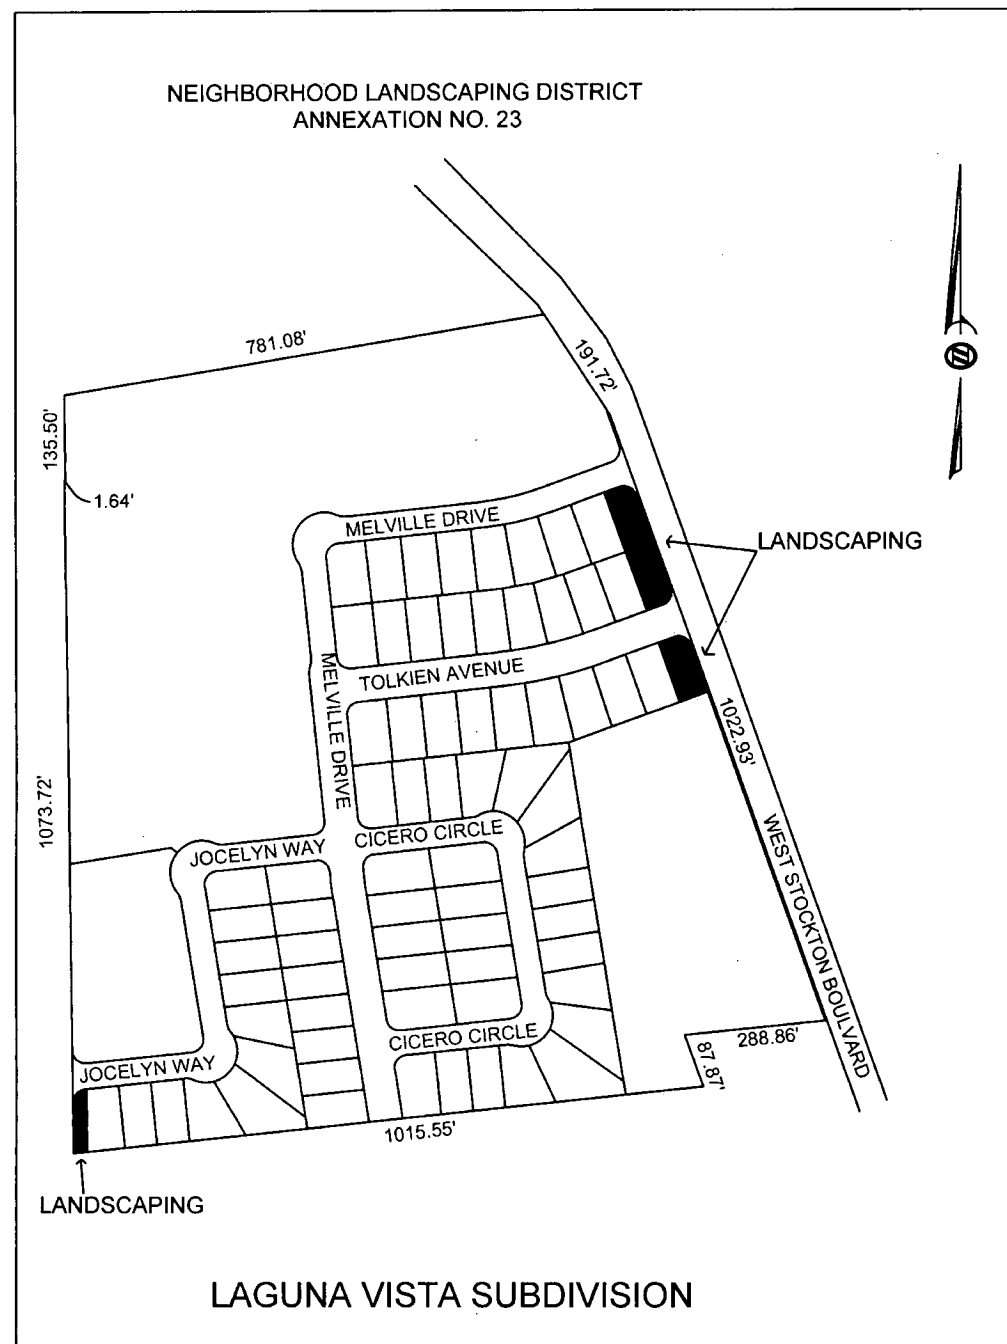 NEIGHBORHOOD LANDSCAPING DISTRICT
ANNEXATION NO. 23
781.08'
191.72'
135.50'
1.64'
MELVILLE DRIVE
LANDSCAPING
TOLKIEN AVENUE
MELVILLE DRIVE
1022.93'
1073.72'
CICERO CIRCLE
JOCELYN WAY
WEST STOCKTON BOULVARD
CICERO CIRCLE
288.86'
87.87'
JOCELYN WAY
1015.55'
LANDSCAPING
LAGUNA VISTA SUBDIVISION